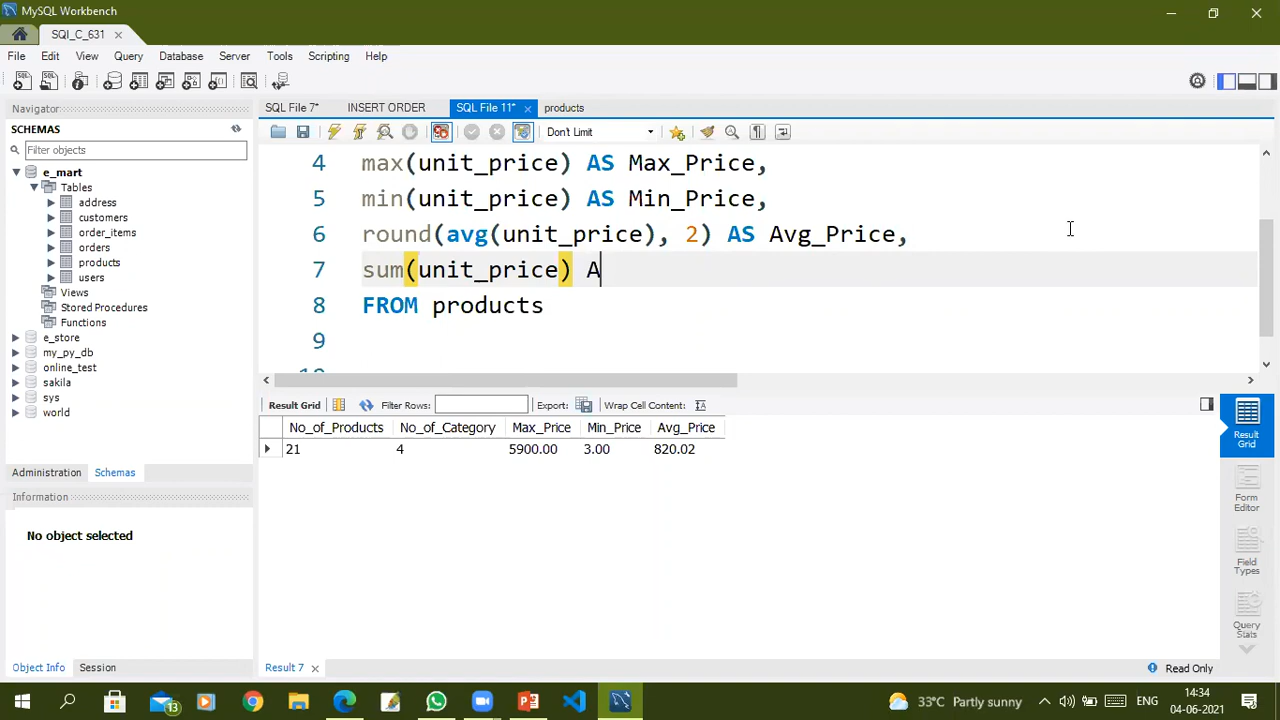 MySQL Workbench
SQl_C_631
File Edit View Query Database Server Tools Scripting Help
Navigator
SCHEMAS
Filter objects
e_mart
Tables
address
customers
order_items
orders
products
users
Views
Stored Procedures
Functions
e_store
my_py_db
online_test
sakila
sys
world
Administration Schemas
Information
No object selected
Object Info Session
SQL File 7* INSERT ORDER SQL File 11* products
Don't Limit
4 max(unit_price) AS Max_Price,
5 min(unit_price) AS Min_Price,
6 round(avg(unit_price), 2) AS Avg_Price,
7 sum(unit_price) A
8 FROM products
9
10
Result Grid Filter Rows: Export: Wrap Cell Content:
No_of_Products No_of_Category Max_Price Min_Price Avg_Price
21 4 5900.00 3.00 820.02
Result Grid
Form Editor
Field Types
Query Stats
Result 7 Read Only
13 33°C Partly sunny ENG 14:34
04-06-2021